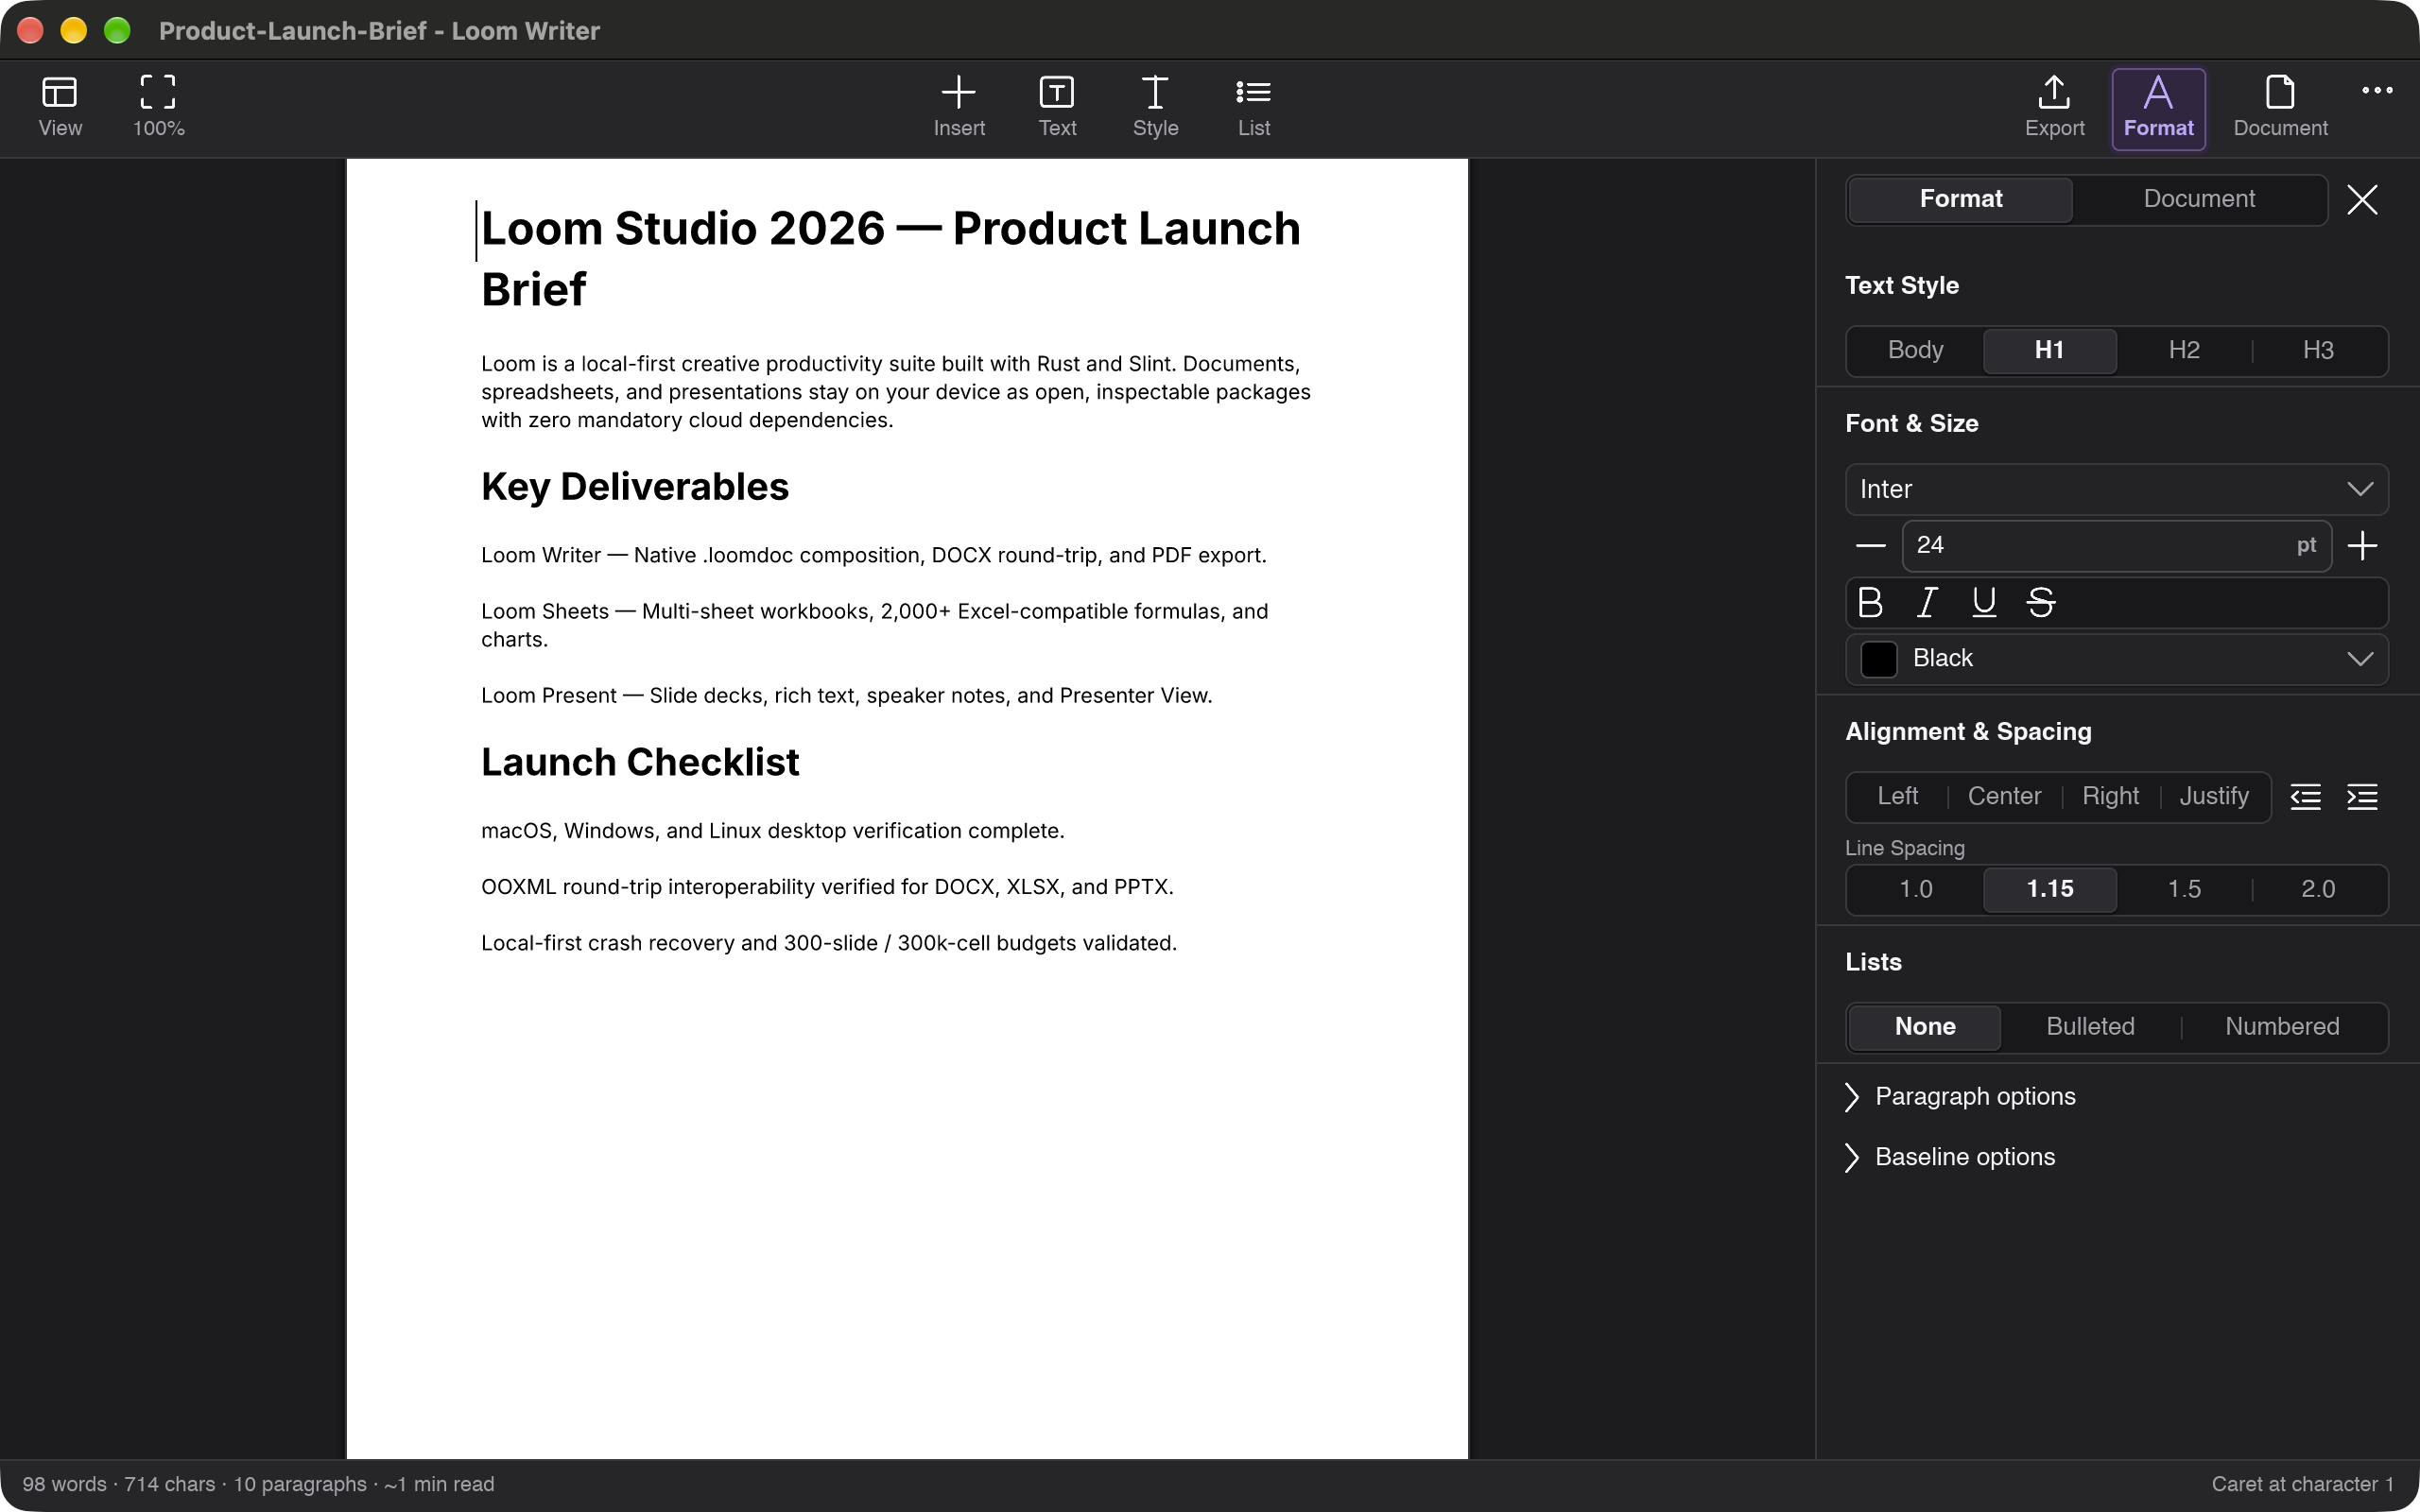 Product-Launch-Brief - Loom Writer
View
100%
Insert
Text
Style
List
Export
Format
Document
Loom Studio 2026 — Product Launch
Brief
Loom is a local-first creative productivity suite built with Rust and Slint. Documents,
spreadsheets, and presentations stay on your device as open, inspectable packages
with zero mandatory cloud dependencies.
Key Deliverables
Loom Writer — Native .loomdoc composition, DOCX round-trip, and PDF export.
Loom Sheets — Multi-sheet workbooks, 2,000+ Excel-compatible formulas, and
charts.
Loom Present — Slide decks, rich text, speaker notes, and Presenter View.
Launch Checklist
macOS, Windows, and Linux desktop verification complete.
OOXML round-trip interoperability verified for DOCX, XLSX, and PPTX.
Local-first crash recovery and 300-slide / 300k-cell budgets validated.
Format Document
Text Style
Body H1 H2 H3
Font & Size
Inter
24 pt
B I U S
Black
Alignment & Spacing
Left Center Right Justify
Line Spacing
1.0 1.15 1.5 2.0
Lists
None Bulleted Numbered
Paragraph options
Baseline options
98 words · 714 chars · 10 paragraphs · ~1 min read
Caret at character 1